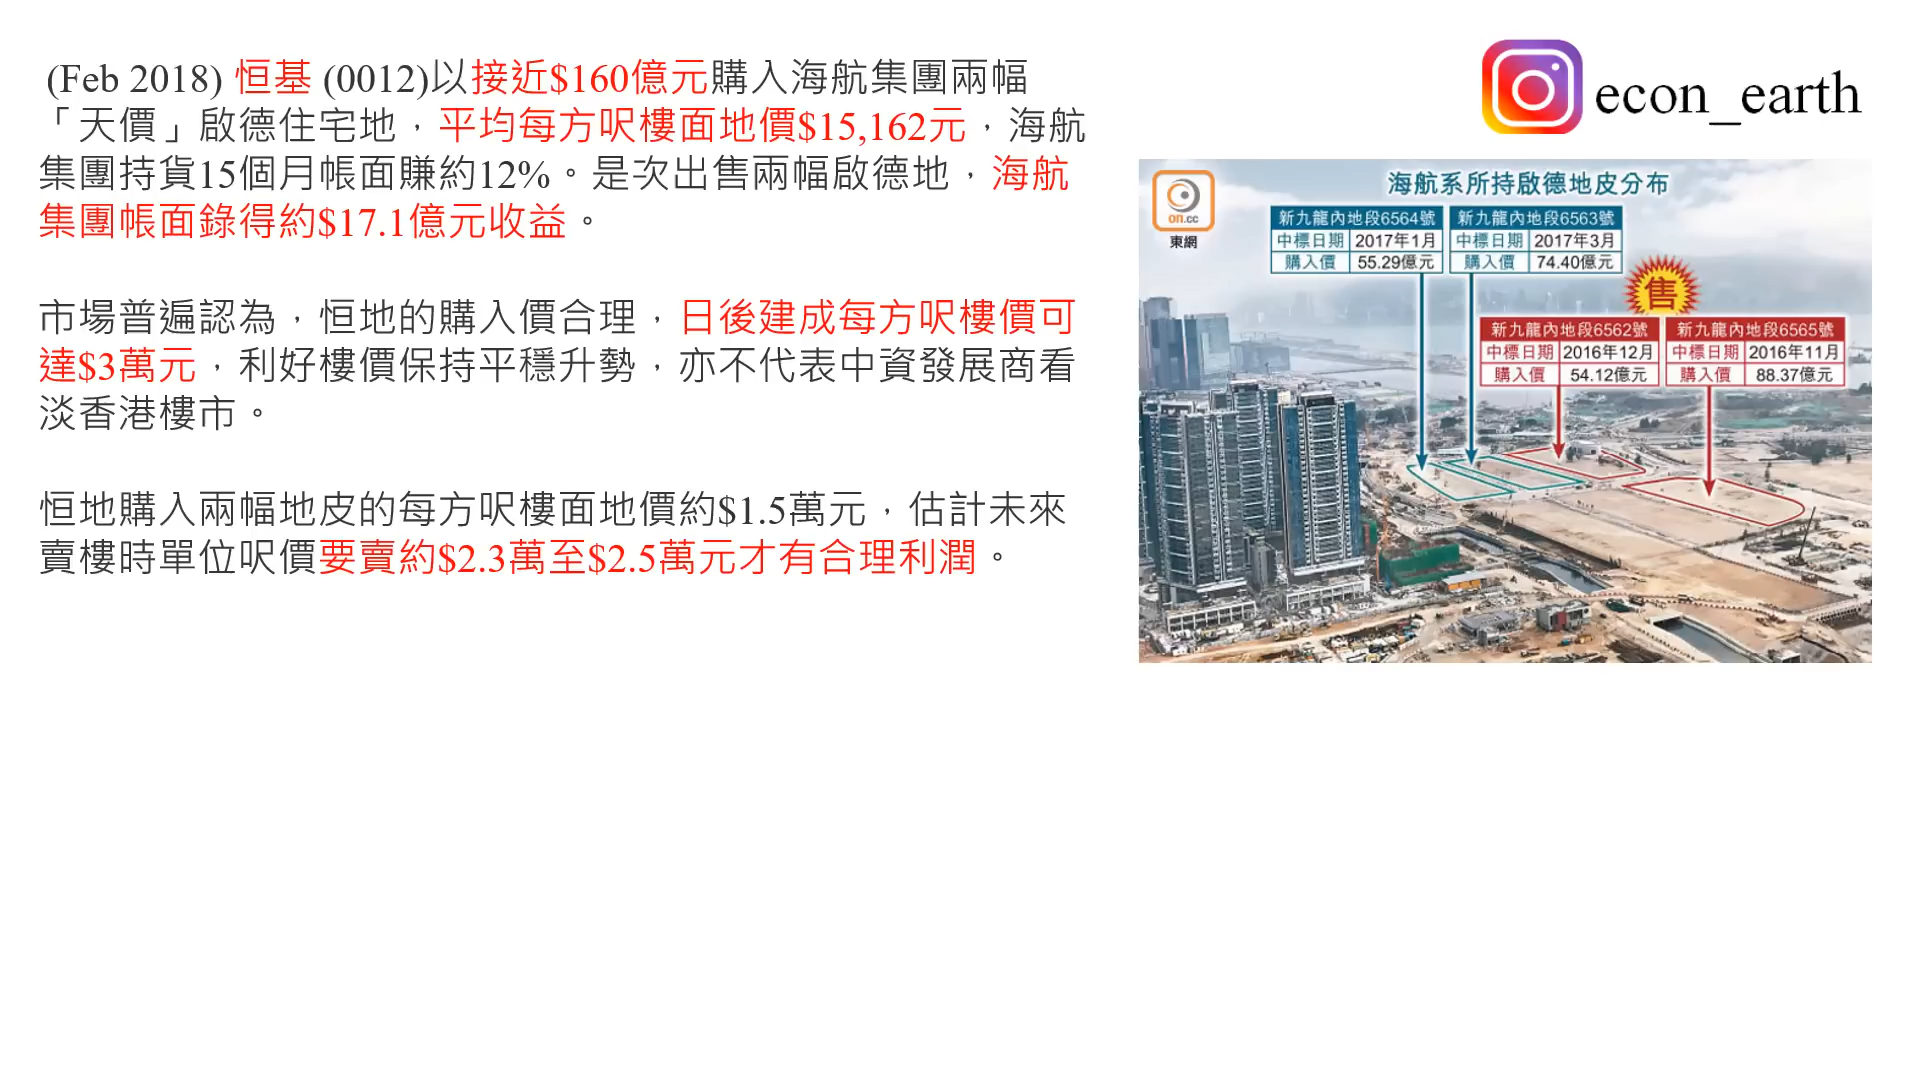 (Feb 2018) 恒基 (0012)以接近$160億元購入海航集團兩幅
「天價」啟德住宅地，平均每方呎樓面地價$15,162元，海航
集團持貨15個月帳面賺約12%。是次出售兩幅啟德地，海航
集團帳面錄得約$17.1億元收益。
市場普遍認為，恒地的購入價合理，日後建成每方呎樓價可
達$3萬元，利好樓價保持平穩升勢，亦不代表中資發展商看
淡香港樓市。
恒地購入兩幅地皮的每方呎樓面地價約$1.5萬元，估計未來
賣樓時單位呎價要賣約$2.3萬至$2.5萬元才有合理利潤。
econ_earth
on.cc
東網
海航系所持啟德地皮分布
新九龍內地段6564號
中標日期 2017年1月
購入價 55.29億元
新九龍內地段6563號
中標日期 2017年3月
購入價 74.40億元
售
新九龍內地段6562號
中標日期 2016年12月
購入價 54.12億元
新九龍內地段6565號
中標日期 2016年11月
購入價 88.37億元